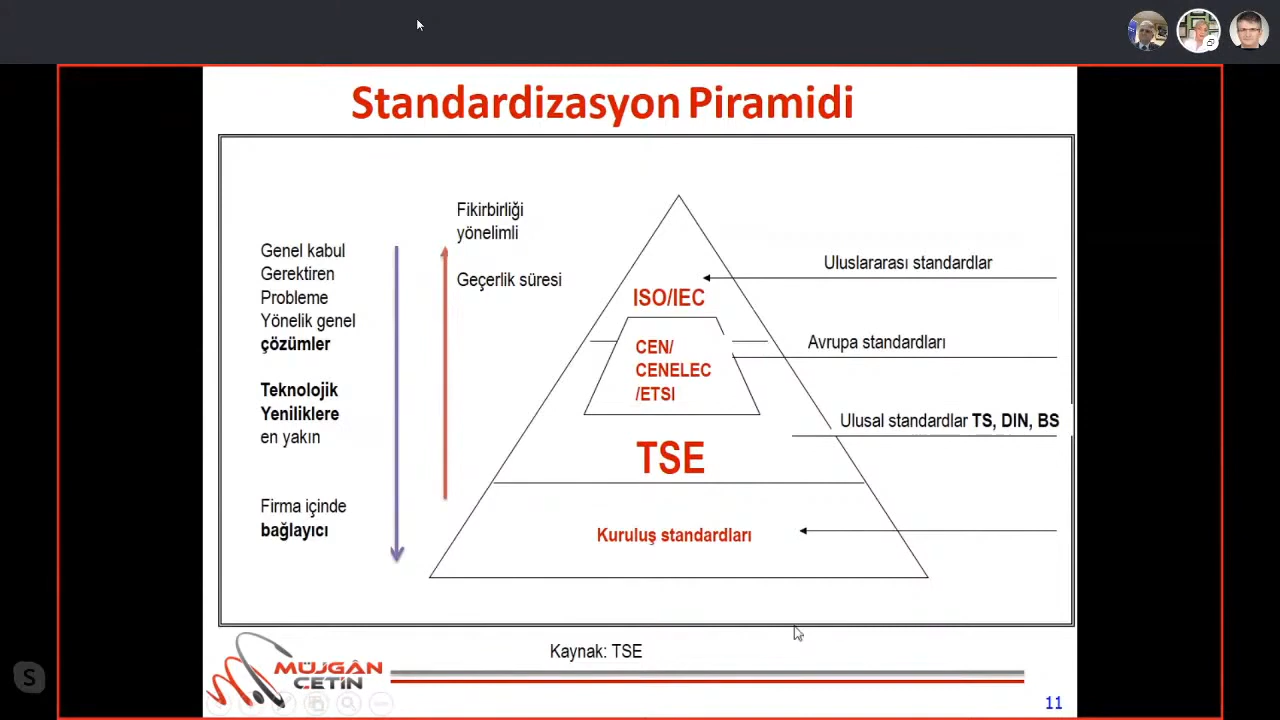 Standardizasyon Piramidi
Genel kabul
Gerektiren
Probleme
Yönelik genel
çözümler
Teknolojik
Yeniliklere
en yakın
Firma içinde
bağlayıcı
Fikirbirliği
yönelimli
Geçerlik süresi
ISO/IEC
CEN/
CENELEC
/ETSI
TSE
Kuruluş standardları
Uluslararası standardlar
Avrupa standardları
Ulusal standardlar TS, DIN, BS
Kaynak: TSE
MÜJGÂN
ÇETİN
11
S